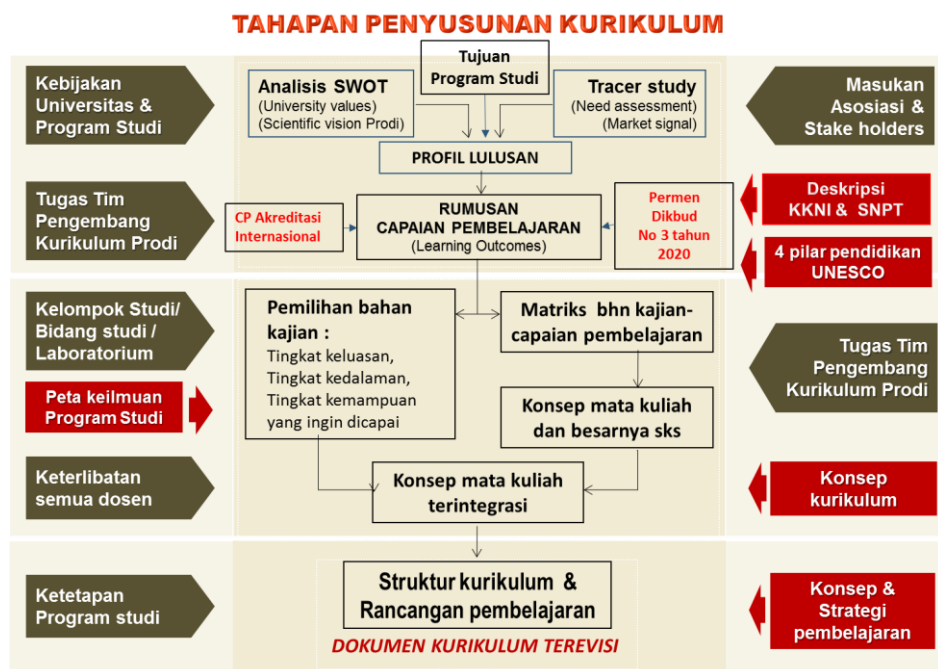 TAHAPAN PENYUSUNAN KURIKULUM
Kebijakan
Universitas &
Program Studi
Analisis SWOT
(University values)
(Scientific vision Prodi)
Tujuan
Program Studi
Tracer study
(Need assessment)
(Market signal)
Masukan
Asosiasi &
Stake holders
PROFIL LULUSAN
Tugas Tim
Pengembang
Kurikulum Prodi
CP Akreditasi
Internasional
RUMUSAN
CAPAIAN PEMBELAJARAN
(Learning Outcomes)
Permen
Dikbud
No 3 tahun
2020
Deskripsi
KKNI & SNPT
4 pilar pendidikan
UNESCO
Kelompok Studi/
Bidang studi /
Laboratorium
Peta keilmuan
Program Studi
Pemilihan bahan
kajian :
Tingkat keluasan,
Tingkat kedalaman,
Tingkat kemampuan
yang ingin dicapai
Matriks bhn kajian-
capaian pembelajaran
Konsep mata kuliah
dan besarnya sks
Tugas Tim
Pengembang
Kurikulum Prodi
Keterlibatan
semua dosen
Konsep mata kuliah
terintegrasi
Konsep
kurikulum
Ketetapan
Program studi
Struktur kurikulum &
Rancangan pembelajaran
DOKUMEN KURIKULUM TEREVISI
Konsep &
Strategi
pembelajaran